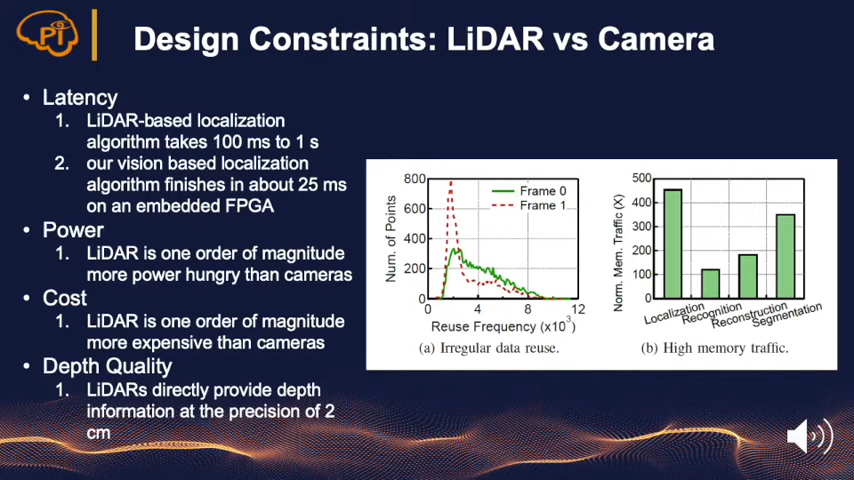 PI
Design Constraints: LiDAR vs Camera
• Latency
1. LiDAR-based localization
algorithm takes 100 ms to 1 s
2. our vision based localization
algorithm finishes in about 25 ms
on an embedded FPGA
• Power
1. LiDAR is one order of magnitude
more power hungry than cameras
• Cost
1. LiDAR is one order of magnitude
more expensive than cameras
• Depth Quality
1. LiDARs directly provide depth
information at the precision of 2
cm
Num. of Points
800
600
400
200
0
0 4 8 12
Frame 0
Frame 1
Reuse Frequency (x10³)
(a) Irregular data reuse.
Norm. Mem. Traffic (X)
500
400
300
200
100
0
Localization
Recognition
Reconstruction
Segmentation
(b) High memory traffic.